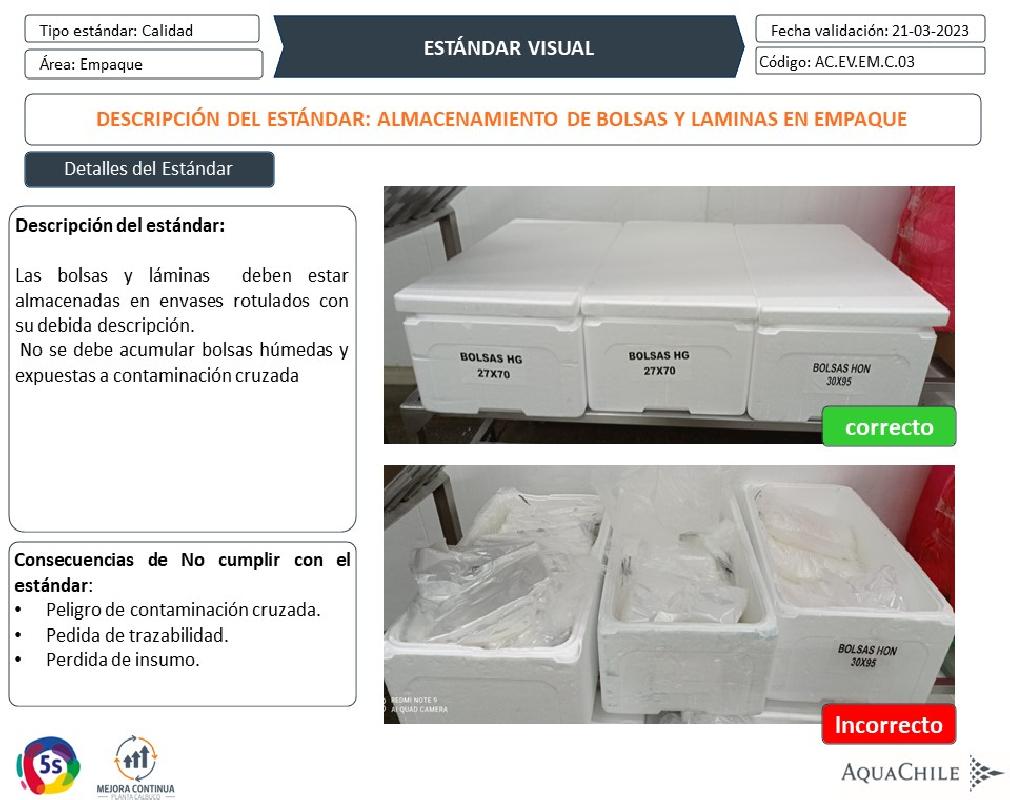 Tipo estándar: Calidad
Área: Empaque
ESTÁNDAR VISUAL
Fecha validación: 21-03-2023
Código: AC.EV.EM.C.03
DESCRIPCIÓN DEL ESTÁNDAR: ALMACENAMIENTO DE BOLSAS Y LAMINAS EN EMPAQUE
Detalles del Estándar
Descripción del estándar:
Las bolsas y láminas deben estar
almacenadas en envases rotulados con
su debida descripción.
No se debe acumular bolsas húmedas y
expuestas a contaminación cruzada
BOLSAS HG
27X70
BOLSAS HG
27X70
BOLSAS HON
30X95
correcto
Consecuencias de No cumplir con el
estándar:
• Peligro de contaminación cruzada.
• Pedida de trazabilidad.
• Perdida de insumo.
BOLSAS HON
30X95
REDMI NOTE 9
AI QUAD CAMERA
Incorrecto
5s
MEJORA CONTINUA
PLANTA CALBUCO
AQUACHILE